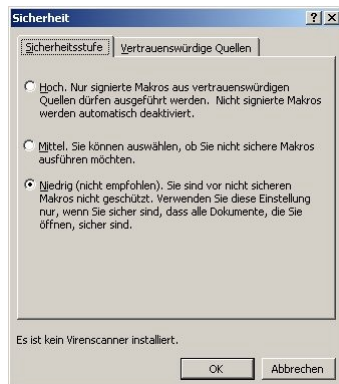 Sicherheit
Sicherheitsstufe Vertrauenswürdige Quellen
Hoch. Nur signierte Makros aus vertrauenswürdigen
Quellen dürfen ausgeführt werden. Nicht signierte Makros
werden automatisch deaktiviert.
Mittel. Sie können auswählen, ob Sie nicht sichere Makros
ausführen möchten.
Niedrig (nicht empfohlen). Sie sind vor nicht sicheren
Makros nicht geschützt. Verwenden Sie diese Einstellung
nur, wenn Sie sicher sind, dass alle Dokumente, die Sie
öffnen, sicher sind.
Es ist kein Virenscanner installiert.
OK Abbrechen